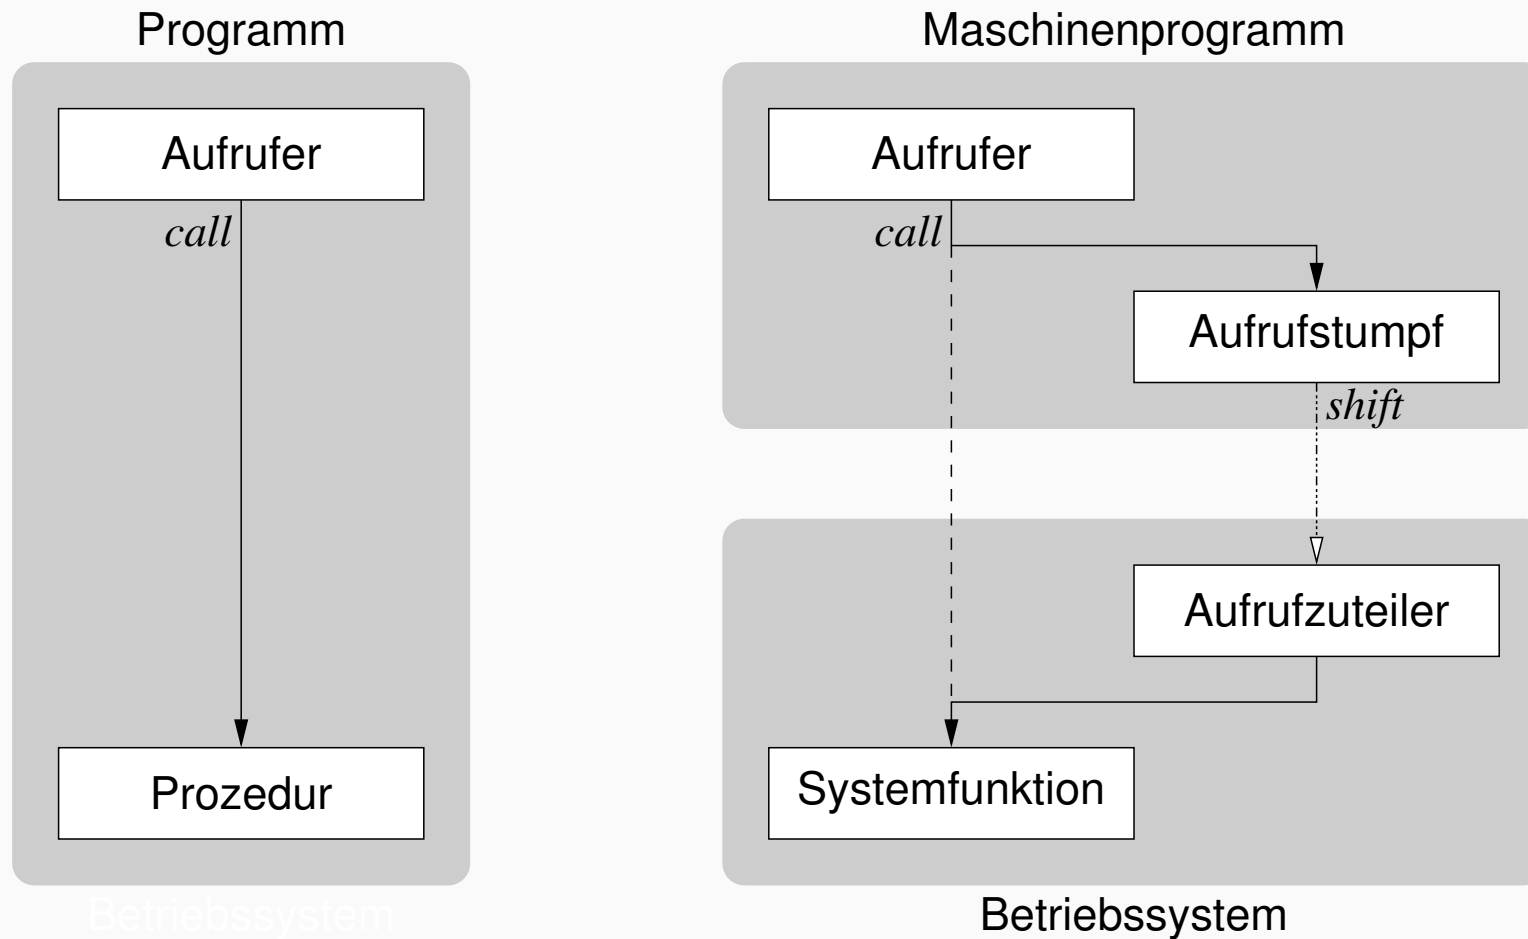 Programm
Aufrufer
call
Prozedur
Betriebssystem
Maschinenprogramm
Aufrufer
call
Aufrufstumpf
shift
Aufrufzuteiler
Systemfunktion
Betriebssystem